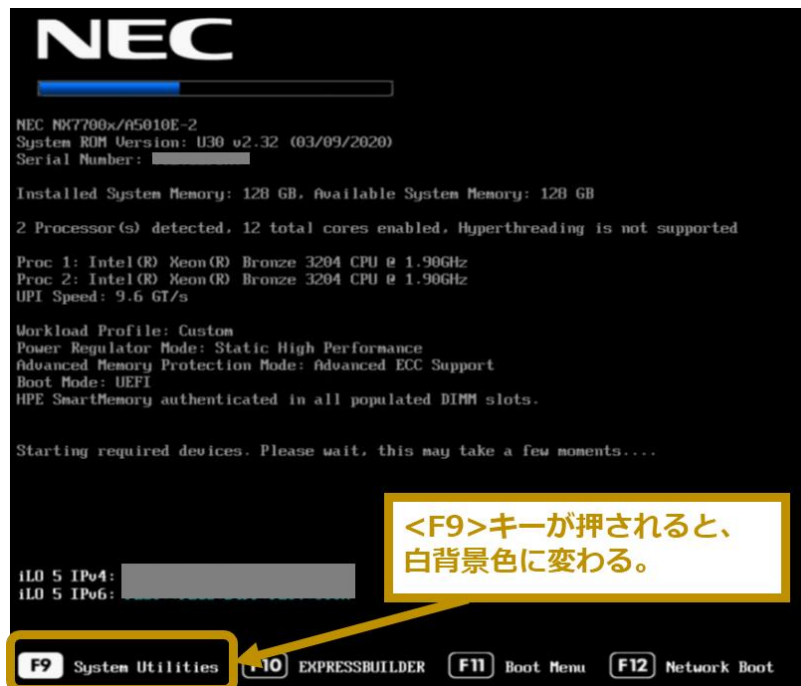 NEC
NEC NX7700x/A5010E-2
System ROM Version: U30 v2.32 (03/09/2020)
Serial Number:
Installed System Memory: 128 GB, Available System Memory: 128 GB
2 Processor(s) detected, 12 total cores enabled, Hyperthreading is not supported
Proc 1: Intel(R) Xeon(R) Bronze 3204 CPU @ 1.90GHz
Proc 2: Intel(R) Xeon(R) Bronze 3204 CPU @ 1.90GHz
UPI Speed: 9.6 GT/s
Workload Profile: Custom
Power Regulator Mode: Static High Performance
Advanced Memory Protection Mode: Advanced ECC Support
Boot Mode: UEFI
HPE SmartMemory authenticated in all populated DIMM slots.
Starting required devices. Please wait, this may take a few moments....
<F9>キーが押されると、
白背景色に変わる。
iLO 5 IPv4:
iLO 5 IPv6:
F9 System Utilities F10 EXPRESSBUILDER F11 Boot Menu F12 Network Boot